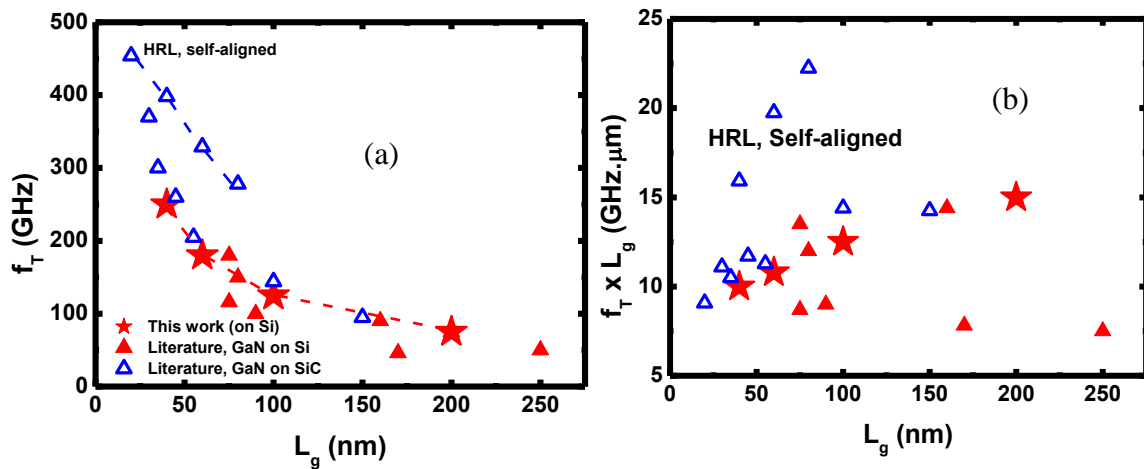 500
400
300
200
100
0
f_T (GHz)
HRL, self-aligned
(a)
This work (on Si)
Literature, GaN on Si
Literature, GaN on SiC
0 50 100 150 200 250
L_g (nm)
25
20
15
10
5
f_T x L_g (GHz.μm)
(b)
HRL, Self-aligned
0 50 100 150 200 250
L_g (nm)